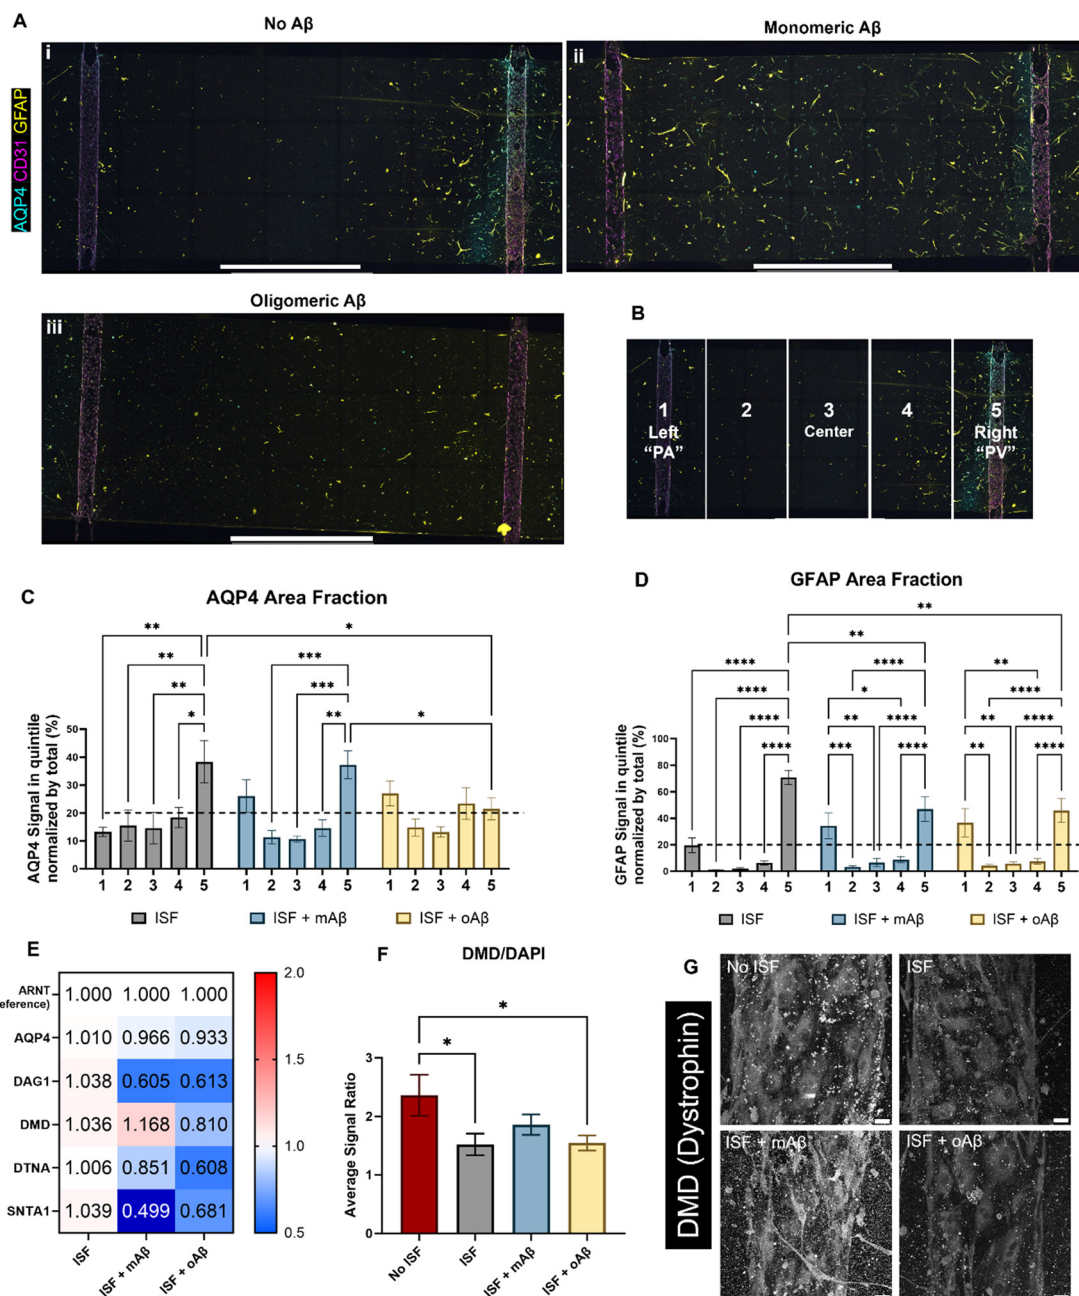 A
No Aβ
Monomeric Aβ
i
ii
AQP4 CD31 GFAP
Oligomeric Aβ
iii
B
1
Left
"PA"
2
3
Center
4
5
Right
"PV"
C
AQP4 Area Fraction
**
*
**
***
**
***
*
**
*
AQP4 Signal in quintile
normalized by total (%)
50
40
30
20
10
0
1 2 3 4 5 1 2 3 4 5 1 2 3 4 5
ISF
ISF + mAβ
ISF + oAβ
D
GFAP Area Fraction
**
**
****
****
**
****
*
****
****
**
****
**
****
****
***
****
**
****
GFAP Signal in quintile
normalized by total (%)
100
80
60
40
20
0
1 2 3 4 5 1 2 3 4 5 1 2 3 4 5
ISF
ISF + mAβ
ISF + oAβ
E
ARNT
eference)
1.000 1.000 1.000
AQP4 1.010 0.966 0.933
DAG1 1.038 0.605 0.613
DMD 1.036 1.168 0.810
DTNA 1.006 0.851 0.608
SNTA1 1.039 0.499 0.681
ISF
ISF + mAβ
ISF + oAβ
2.0
1.5
1.0
0.5
F
DMD/DAPI
*
*
Average Signal Ratio
3
2
1
0
No ISF
ISF
ISF + mAβ
ISF + oAβ
G
DMD (Dystrophin)
No ISF
ISF
ISF + mAβ
ISF + oAβ